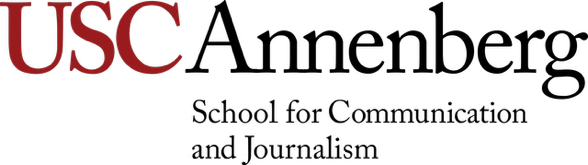 USC Annenberg
School for Communication
and Journalism